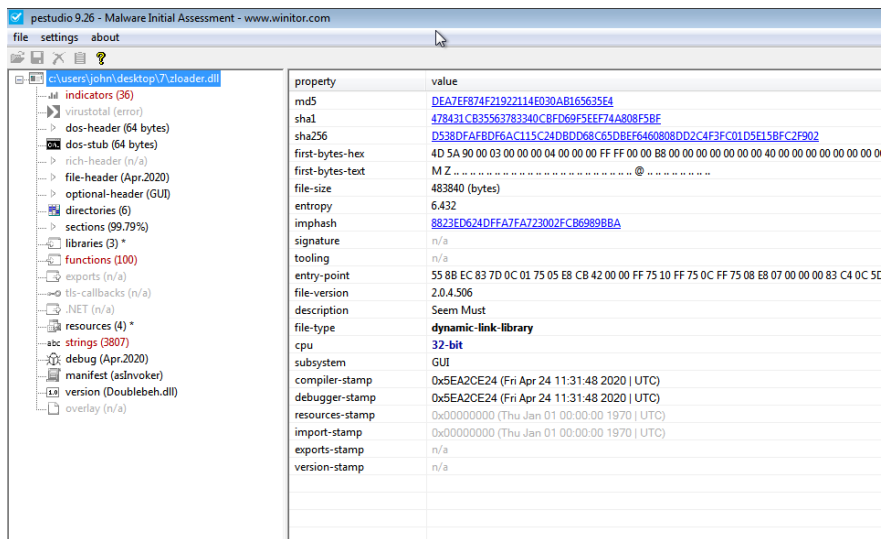 pestudio 9.26 - Malware Initial Assessment - www.winitor.com
file settings about
c:\users\john\desktop\7\zloader.dll
indicators (36)
virustotal (error)
dos-header (64 bytes)
dos-stub (64 bytes)
rich-header (n/a)
file-header (Apr.2020)
optional-header (GUI)
directories (6)
sections (99.79%)
libraries (3) *
functions (100)
exports (n/a)
tls-callbacks (n/a)
.NET (n/a)
resources (4) *
abc strings (3807)
debug (Apr.2020)
manifest (asInvoker)
1.0 version (Doublebeh.dll)
overlay (n/a)
property value
md5 DEA7EF874F21922114E030AB165635E4
sha1 478431CB35563783340CBFD69F5EEF74A808F5BF
sha256 D538DFAFBDF6AC115C24DBDD68C65DBEF6460808DD2C4F3FC01D5E15BFC2F902
first-bytes-hex 4D 5A 90 00 03 00 00 00 04 00 00 00 FF FF 00 00 B8 00 00 00 00 00 00 00 40 00 00 00 00 00 00 00 0
first-bytes-text M Z .. .. .. .. .. .. .. .. .. .. .. .. .. .. .. .. .. .. .. .. @ .. .. .. .. .. .. ..
file-size 483840 (bytes)
entropy 6.432
imphash 8823ED624DFFA7FA723002FCB6989BBA
signature n/a
tooling n/a
entry-point 55 8B EC 83 7D 0C 01 75 05 E8 CB 42 00 00 FF 75 10 FF 75 0C FF 75 08 E8 07 00 00 00 83 C4 0C 5D
file-version 2.0.4.506
description Seem Must
file-type dynamic-link-library
cpu 32-bit
subsystem GUI
compiler-stamp 0x5EA2CE24 (Fri Apr 24 11:31:48 2020 | UTC)
debugger-stamp 0x5EA2CE24 (Fri Apr 24 11:31:48 2020 | UTC)
resources-stamp 0x00000000 (Thu Jan 01 00:00:00 1970 | UTC)
import-stamp 0x00000000 (Thu Jan 01 00:00:00 1970 | UTC)
exports-stamp n/a
version-stamp n/a